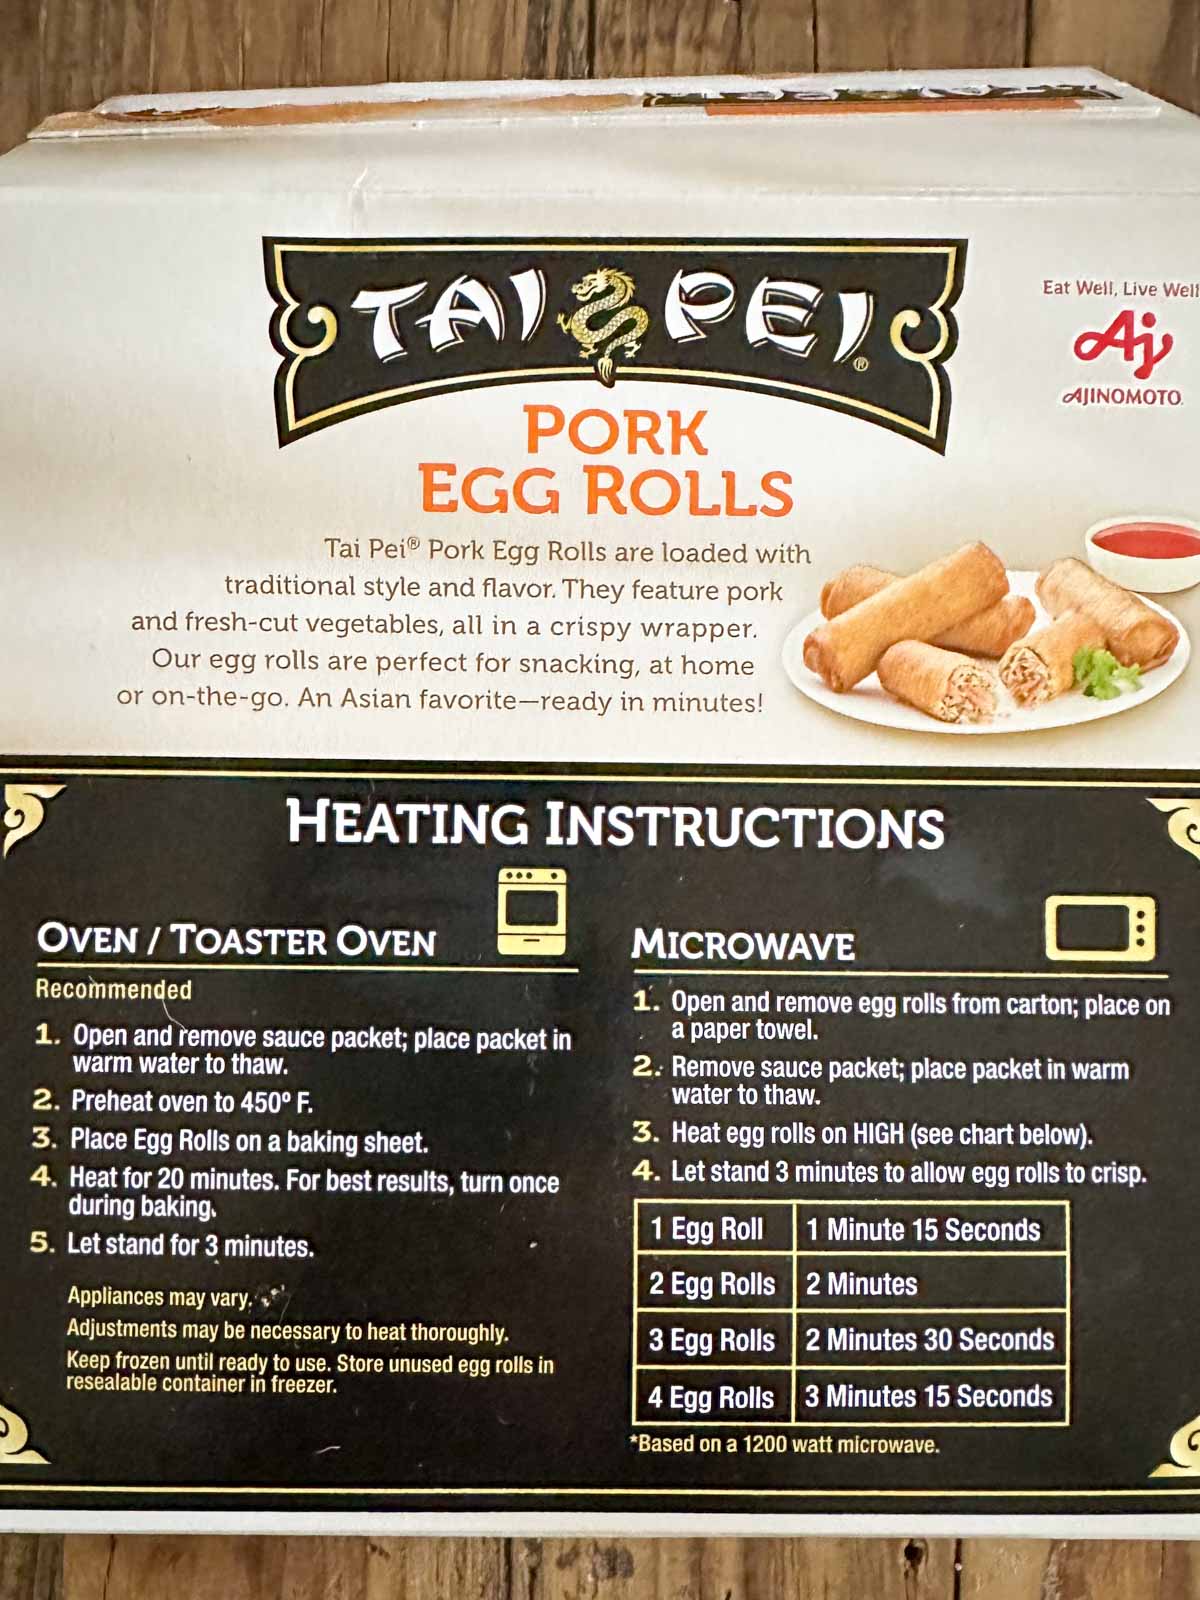 TAI PEI®
Eat Well, Live Well
Aj
AJINOMOTO.
PORK
EGG ROLLS
Tai Pei® Pork Egg Rolls are loaded with
traditional style and flavor. They feature pork
and fresh-cut vegetables, all in a crispy wrapper.
Our egg rolls are perfect for snacking, at home
or on-the-go. An Asian favorite—ready in minutes!
HEATING INSTRUCTIONS
OVEN / TOASTER OVEN
Recommended
1. Open and remove sauce packet; place packet in
warm water to thaw.
2. Preheat oven to 450º F.
3. Place Egg Rolls on a baking sheet.
4. Heat for 20 minutes. For best results, turn once
during baking.
5. Let stand for 3 minutes.
Appliances may vary.
Adjustments may be necessary to heat thoroughly.
Keep frozen until ready to use. Store unused egg rolls in
resealable container in freezer.
MICROWAVE
1. Open and remove egg rolls from carton; place on
a paper towel.
2. Remove sauce packet; place packet in warm
water to thaw.
3. Heat egg rolls on HIGH (see chart below).
4. Let stand 3 minutes to allow egg rolls to crisp.
1 Egg Roll 1 Minute 15 Seconds
2 Egg Rolls 2 Minutes
3 Egg Rolls 2 Minutes 30 Seconds
4 Egg Rolls 3 Minutes 15 Seconds
*Based on a 1200 watt microwave.